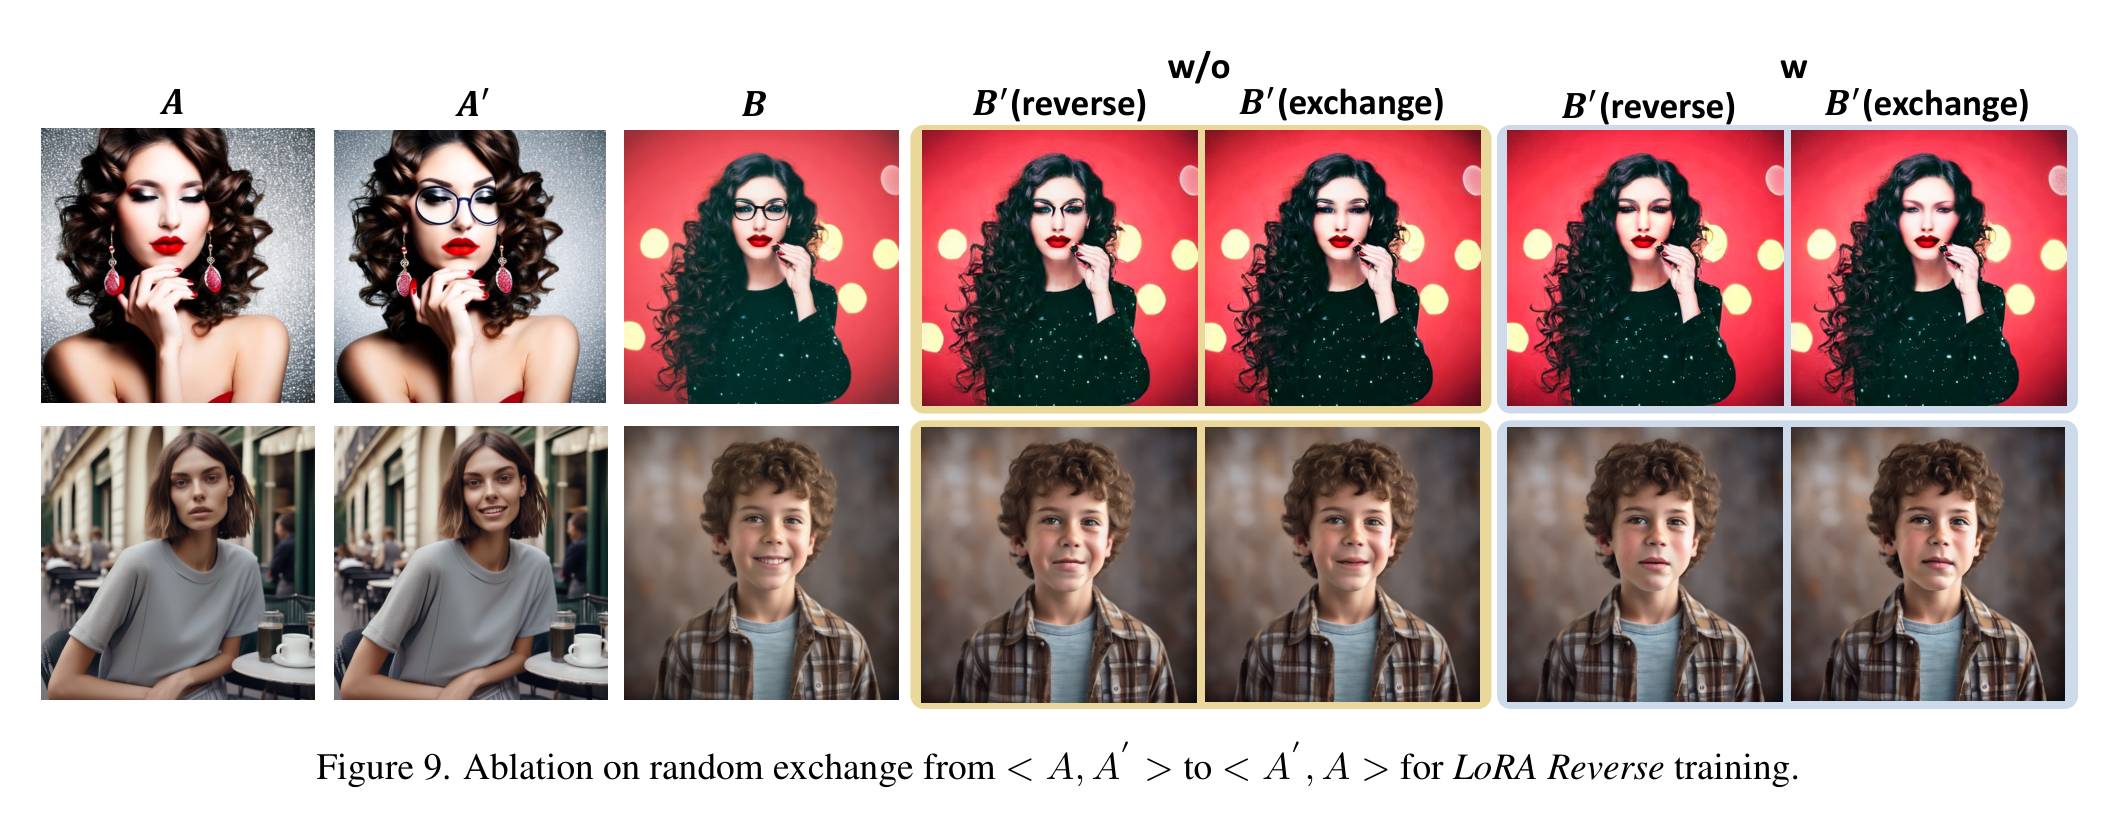 w/o w
A A′ B B′(reverse) B′(exchange) B′(reverse) B′(exchange)
Figure 9. Ablation on random exchange from < A, A′ > to < A′, A > for LoRA Reverse training.